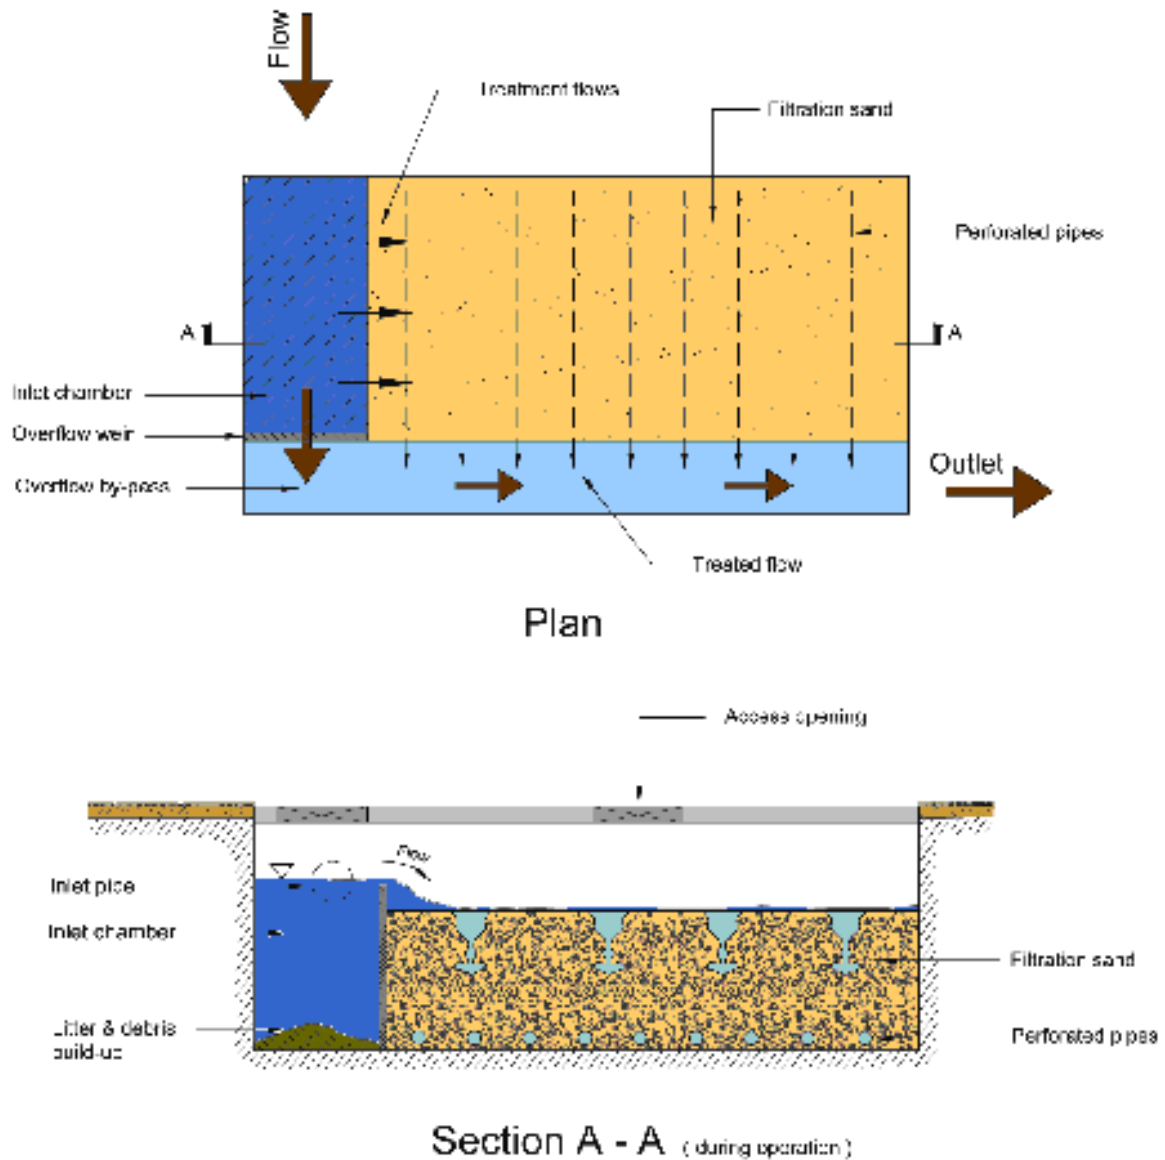 Flow
Treatment flows
Filtration sand
Perforated pipes
A
A
Inlet chamber
Overflow weir
Overflow by-pass
Outlet
Treated flow
Plan
Access opening
Flow
Inlet pipe
Inlet chamber
Filtration sand
Litter & debris
build-up
Perforated pipes
Section A - A ( during operation )